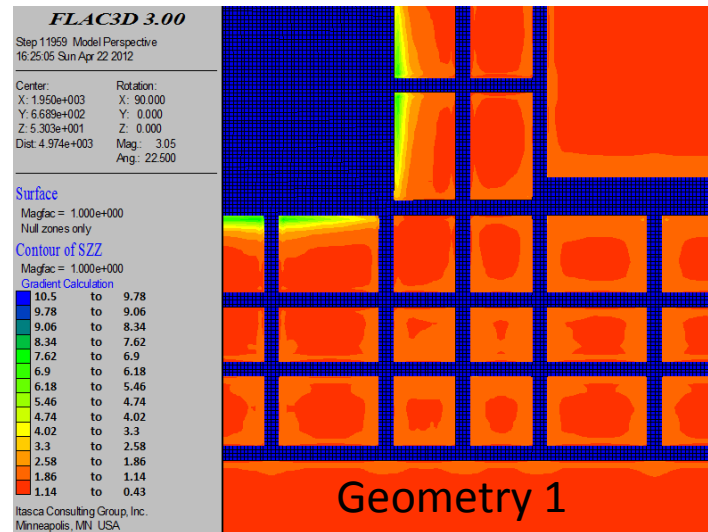 FLAC3D 3.00
Step 11959 Model Perspective
16:25:05 Sun Apr 22 2012
Center: Rotation:
X: 1.950e+003 X: 90.000
Y: 6.689e+002 Y: 0.000
Z: 5.303e+001 Z: 0.000
Dist: 4.974e+003 Mag.: 3.05
Ang.: 22.500
Surface
Magfac = 1.000e+000
Null zones only
Contour of SZZ
Magfac = 1.000e+000
Gradient Calculation
10.5 to 9.78
9.78 to 9.06
9.06 to 8.34
8.34 to 7.62
7.62 to 6.9
6.9 to 6.18
6.18 to 5.46
5.46 to 4.74
4.74 to 4.02
4.02 to 3.3
3.3 to 2.58
2.58 to 1.86
1.86 to 1.14
1.14 to 0.43
Itasca Consulting Group, Inc.
Minneapolis, MN USA
Geometry 1